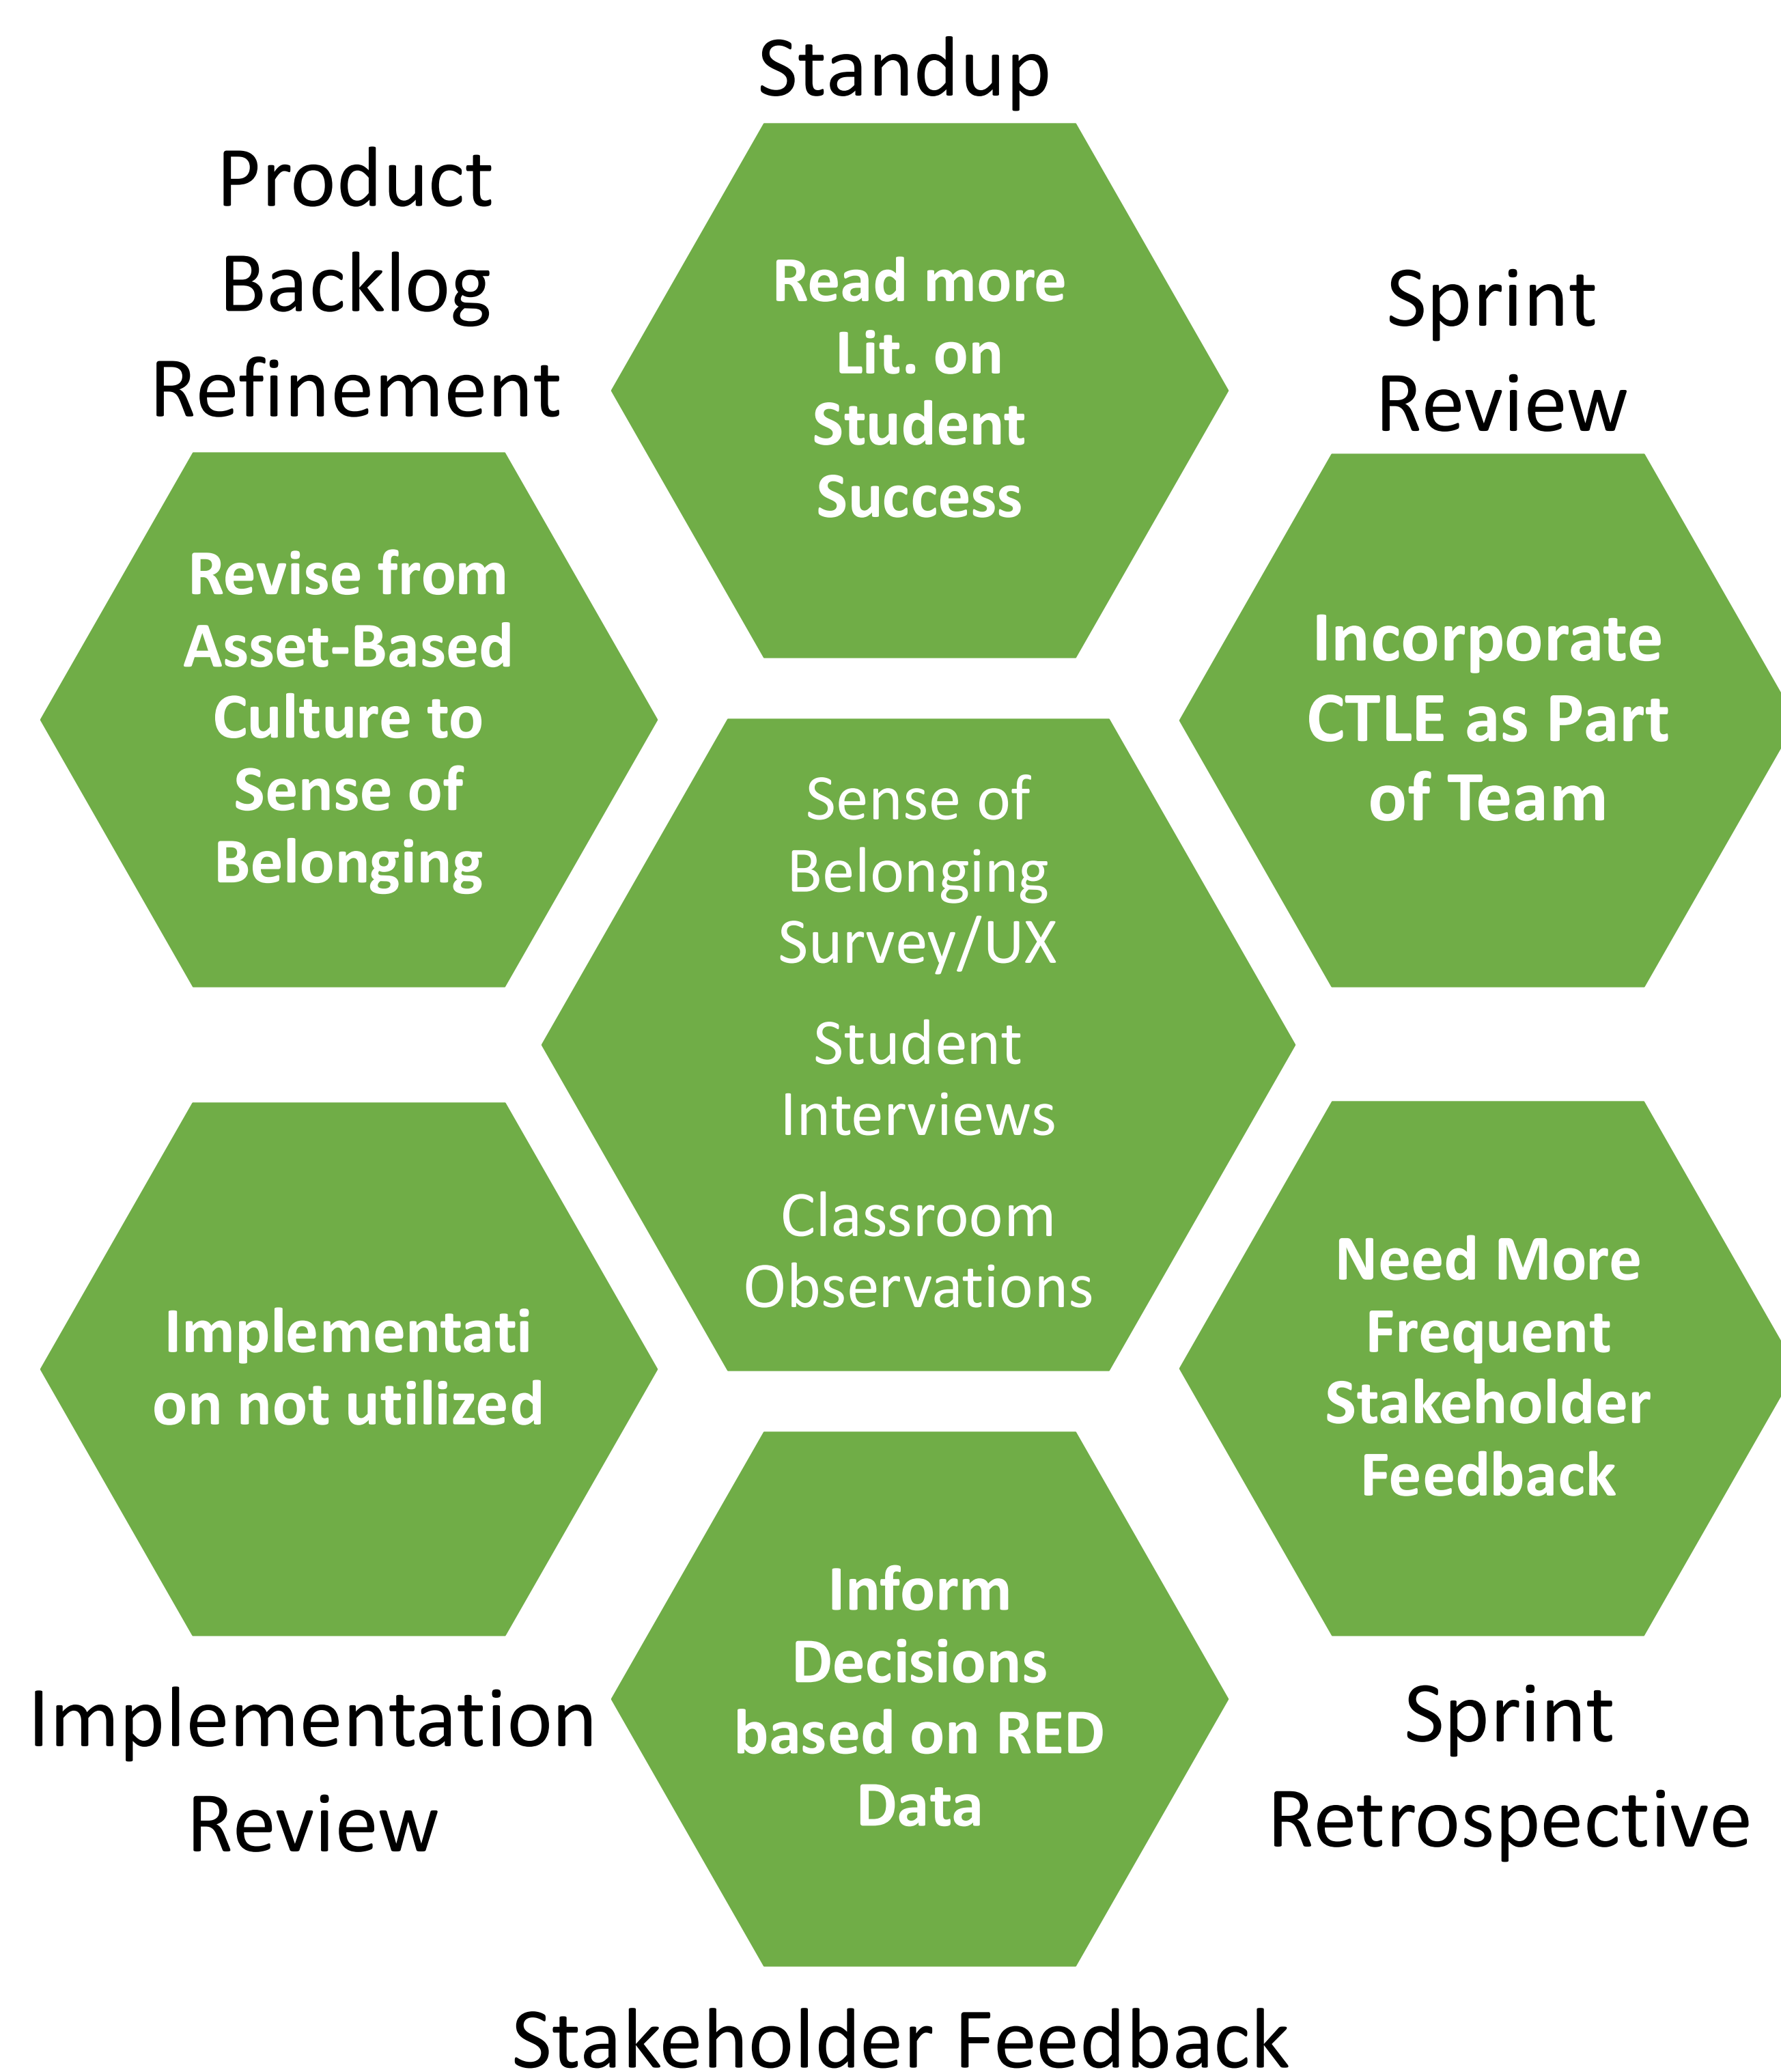 Standup
Product
Backlog
Refinement
Sprint
Review
Read more
Lit. on
Student
Success
Revise from
Asset-Based
Culture to
Sense of
Belonging
Incorporate
CTLE as Part
of Team
Sense of
Belonging
Survey/UX
Student
Interviews
Classroom
Observations
Implementati
on not utilized
Need More
Frequent
Stakeholder
Feedback
Inform
Decisions
based on RED
Data
Implementation
Review
Sprint
Retrospective
Stakeholder Feedback